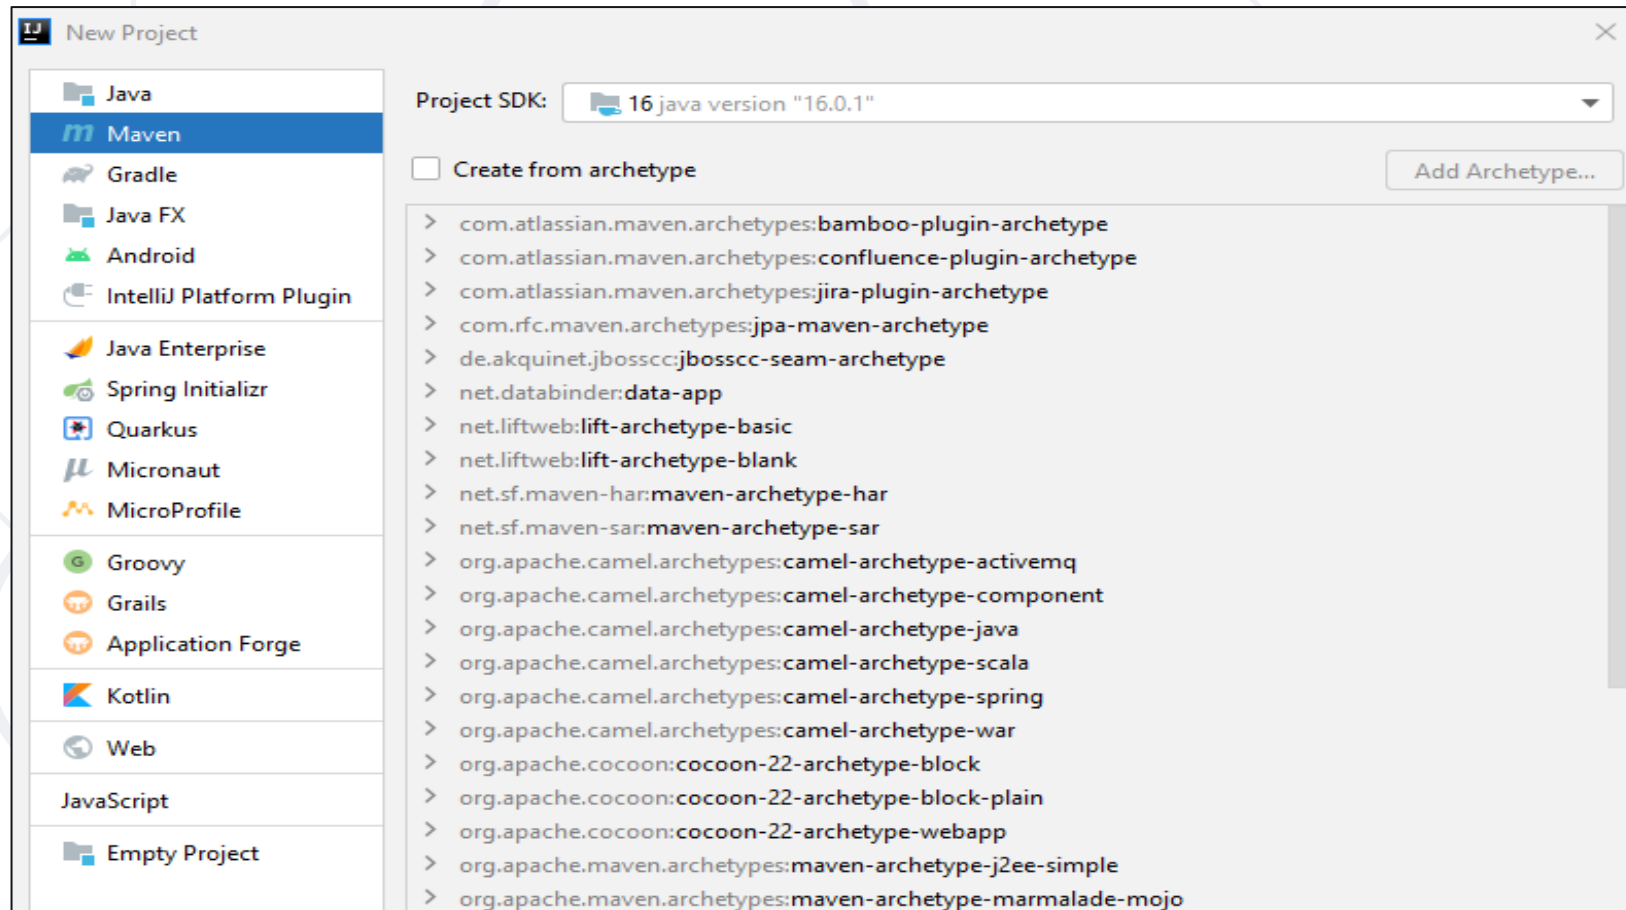 IJ New Project
Java
Maven
Gradle
Java FX
Android
IntelliJ Platform Plugin
Java Enterprise
Spring Initializr
Quarkus
Micronaut
MicroProfile
Groovy
Grails
Application Forge
Kotlin
Web
JavaScript
Empty Project
Project SDK: 16 java version "16.0.1"
Create from archetype Add Archetype...
com.atlassian.maven.archetypes:bamboo-plugin-archetype
com.atlassian.maven.archetypes:confluence-plugin-archetype
com.atlassian.maven.archetypes:jira-plugin-archetype
com.rfc.maven.archetypes:jpa-maven-archetype
de.akquinet.jbosscc:jbosscc-seam-archetype
net.databinder:data-app
net.liftweb:lift-archetype-basic
net.liftweb:lift-archetype-blank
net.sf.maven-har:maven-archetype-har
net.sf.maven-sar:maven-archetype-sar
org.apache.camel.archetypes:camel-archetype-activemq
org.apache.camel.archetypes:camel-archetype-component
org.apache.camel.archetypes:camel-archetype-java
org.apache.camel.archetypes:camel-archetype-scala
org.apache.camel.archetypes:camel-archetype-spring
org.apache.camel.archetypes:camel-archetype-war
org.apache.cocoon:cocoon-22-archetype-block
org.apache.cocoon:cocoon-22-archetype-block-plain
org.apache.cocoon:cocoon-22-archetype-webapp
org.apache.maven.archetypes:maven-archetype-j2ee-simple
org.apache.maven.archetypes:maven-archetype-marmalade-mojo